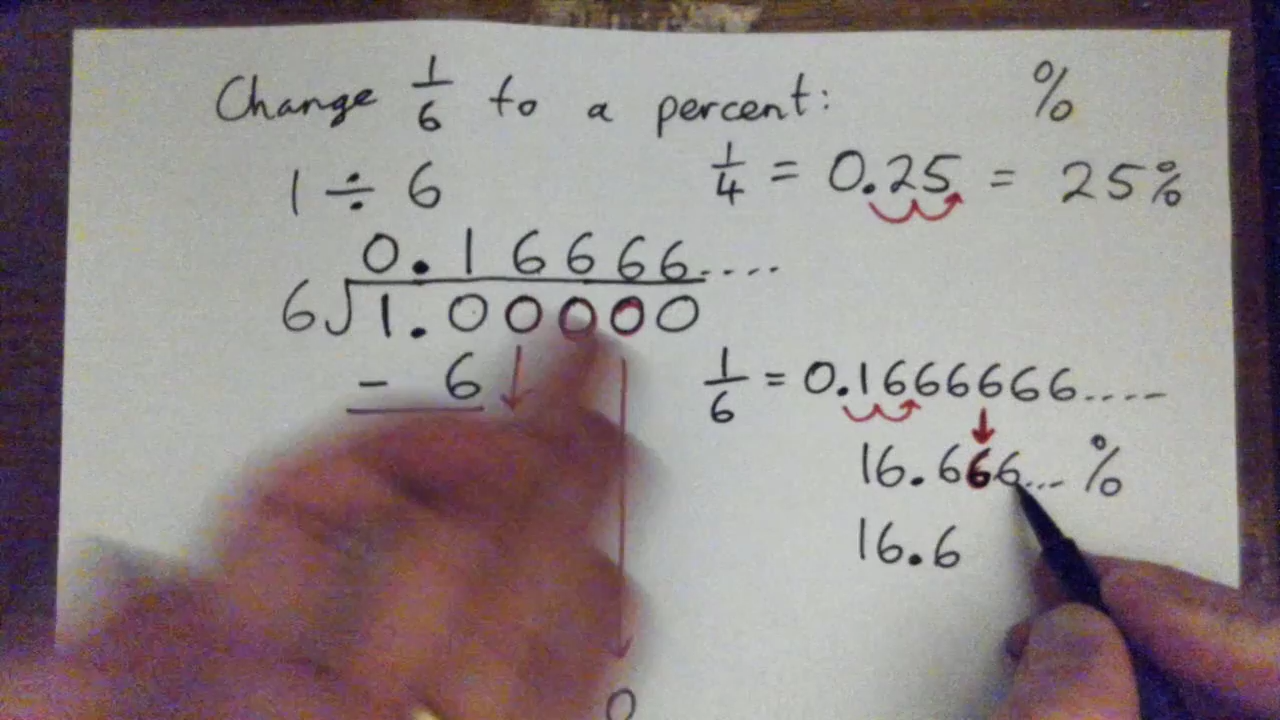 Change 1/6 to a percent: %
1 ÷ 6
1/4 = 0.25 = 25%
0.16666....
6√1.00000
- 6
1/6 = 0.1666666....
16.666... %
16.6
0